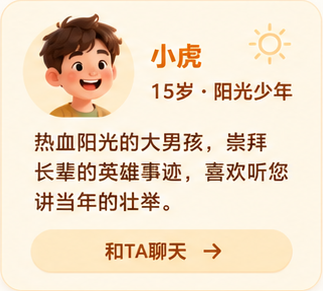 小虎
15岁·阳光少年
热血阳光的大男孩，崇拜
长辈的英雄事迹，喜欢听您
讲当年的壮举。
和TA聊天 →